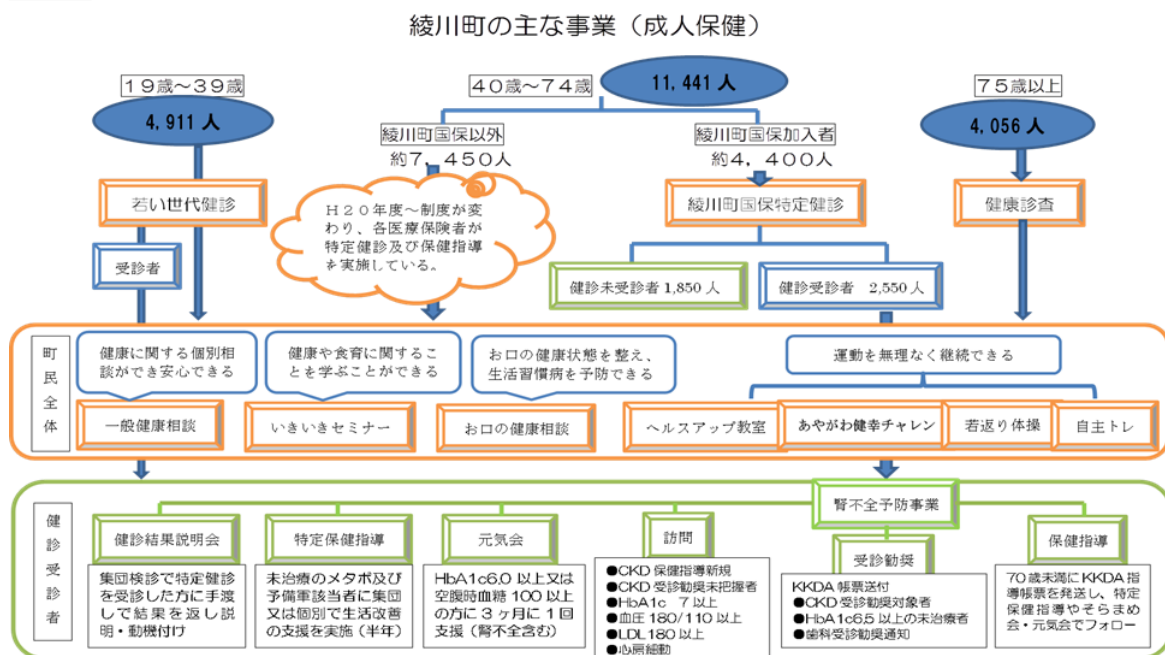 綾川町の主な事業（成人保健）
19歳～39歳
4,911 人
40歳～74歳
11,441 人
75歳以上
4,056 人
綾川町国保以外
約7，450人
綾川町国保加入者
約4，400人
若い世代健診
H20年度～制度が変
わり、各医療保険者が
特定健診及び保健指導
を実施している。
綾川町国保特定健診
健康診査
受診者
健診未受診者 1,850 人
健診受診者　2,550 人
町民全体
健康に関する個別相
談ができ安心できる
健康や食育に関するこ
とを学ぶことができる
お口の健康状態を整え、
生活習慣病を予防できる
運動を無理なく継続できる
一般健康相談
いきいきセミナー
お口の健康相談
ヘルスアップ教室
あやがわ健幸チャレン
若返り体操
自主トレ
健診受診者
腎不全予防事業
健診結果説明会
集団検診で特定健診
を受診した方に手渡
しで結果を返し説
明・動機付け
特定保健指導
未治療のメタボ及び
予備軍該当者に集団
又は個別で生活改善
の支援を実施（半年）
元気会
HbA1c6.0 以上又は
空腹時血糖 100 以上
の方に 3 ヶ月に 1 回
支援（腎不全含む）
訪問
●CKD 保健指導新規
●CKD 受診勧奨未把握者
●HbA1c　7 以上
●血圧 180/110 以上
●LDL 180 以上
●心房細動
受診勧奨
KKDA 帳票送付
●CKD 受診勧奨対象者
●HbA1c6.5 以上の未治療者
●歯科受診勧奨通知
保健指導
70 歳未満に KKDA 指
導帳票を発送し、特定
保健指導やそらまめ
会・元気会でフォロー